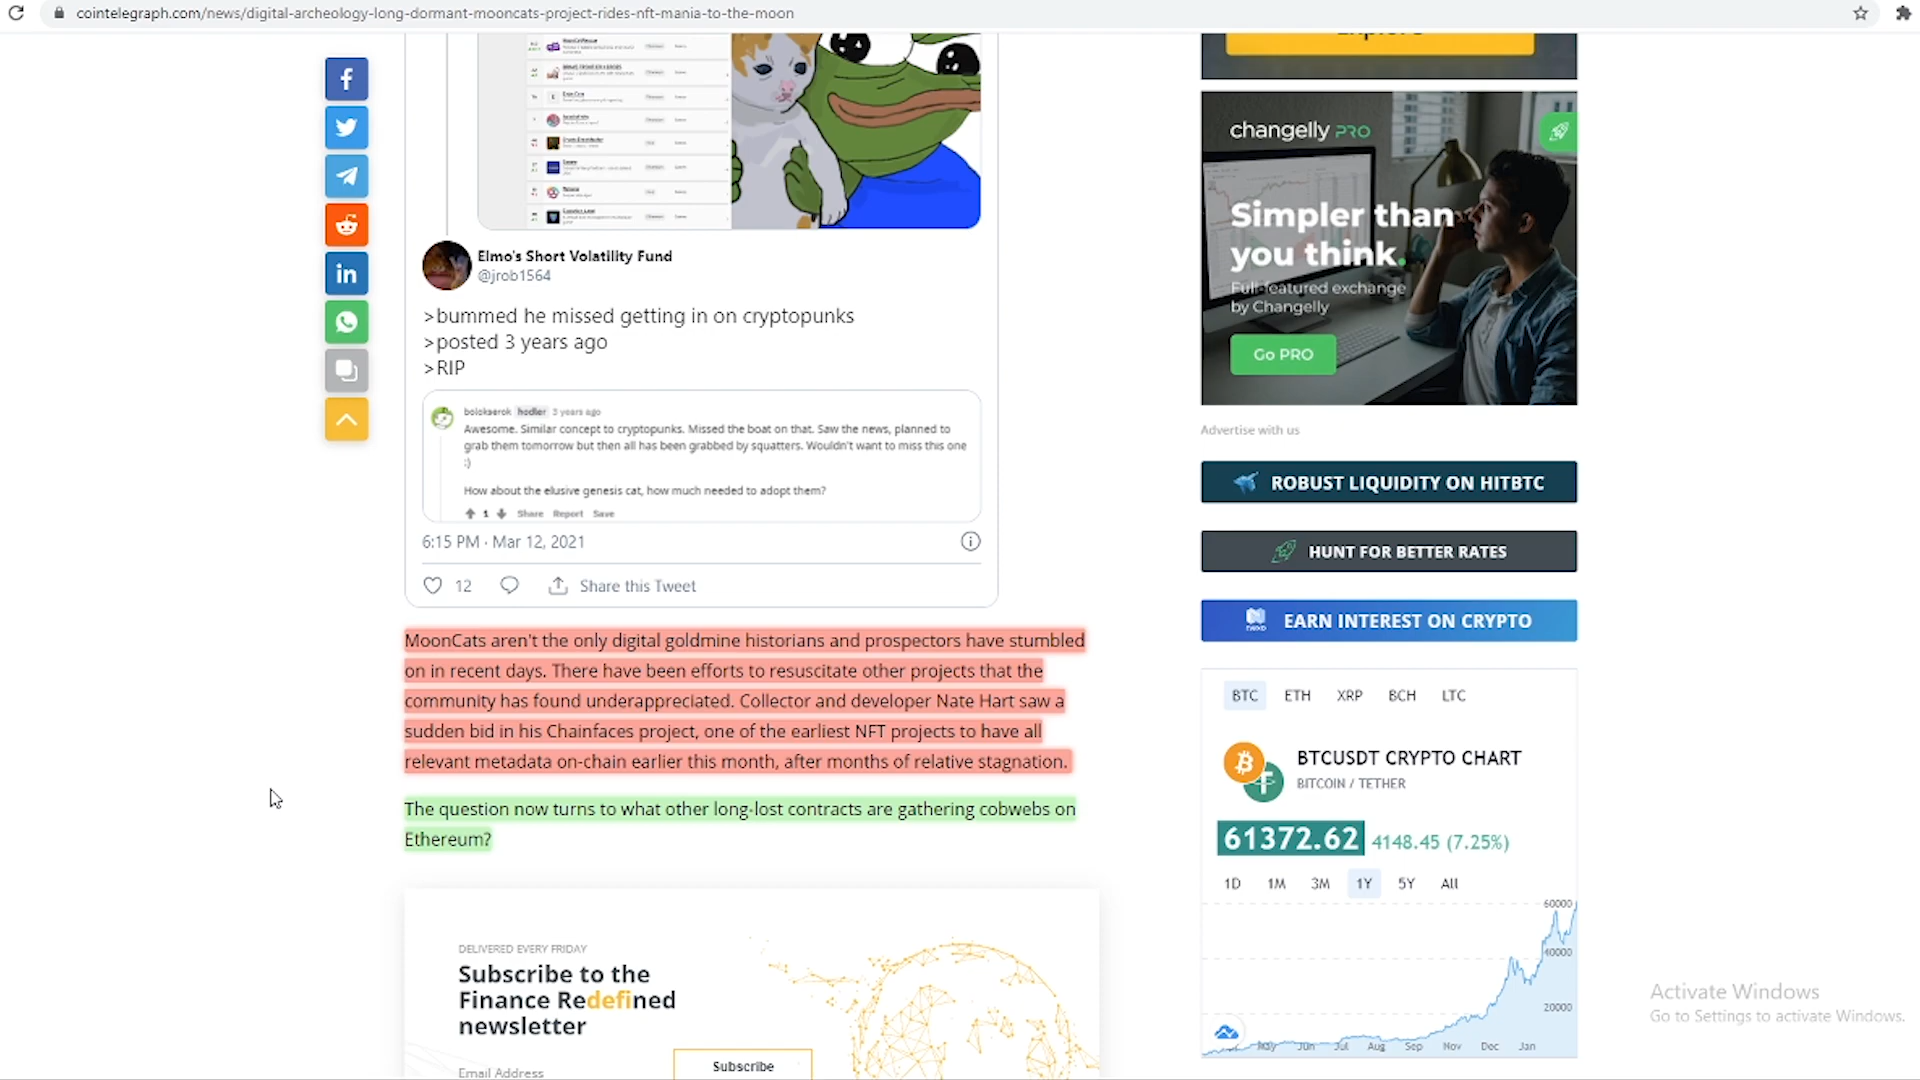 cointelegraph.com/news/digital-archeology-long-dormant-mooncats-project-rides-nft-mania-to-the-moon
Elmo's Short Volatility Fund
@jrob1564
>bummed he missed getting in on cryptopunks
>posted 3 years ago
>RIP
boickserok hodler 3 years ago
Awesome. Similar concept to cryptopunks. Missed the boat on that. Saw the news, planned to
grab them tomorrow but then all has been grabbed by squatters. Wouldn't want to miss this one
:)
How about the elusive genesis cat, how much needed to adopt them?
1 Share Report Save
6:15 PM · Mar 12, 2021
12 Share this Tweet
MoonCats aren't the only digital goldmine historians and prospectors have stumbled
on in recent days. There have been efforts to resuscitate other projects that the
community has found underappreciated. Collector and developer Nate Hart saw a
sudden bid in his Chainfaces project, one of the earliest NFT projects to have all
relevant metadata on-chain earlier this month, after months of relative stagnation.
The question now turns to what other long-lost contracts are gathering cobwebs on
Ethereum?
DELIVERED EVERY FRIDAY
Subscribe to the
Finance Redefined
newsletter
Email Address
Subscribe
changelly PRO
Simpler than
you think.
Full-featured exchange
by Changelly
Go PRO
Advertise with us
ROBUST LIQUIDITY ON HITBTC
HUNT FOR BETTER RATES
EARN INTEREST ON CRYPTO
BTC ETH XRP BCH LTC
BTCUSDT CRYPTO CHART
BITCOIN / TETHER
61372.62 4148.45 (7.25%)
1D 1M 3M 1Y 5Y All
60000
40000
20000
May Jun Jul Aug Sep Nov Dec Jan
Activate Windows
Go to Settings to activate Windows.